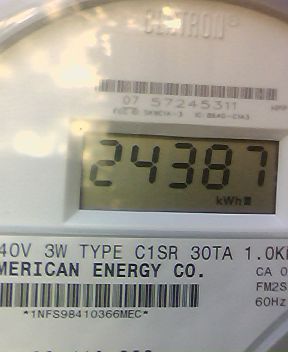 CENTRON®
07 57245311
24387
kWh
40V 3W TYPE C1SR 30TA 1.0K
MERICAN ENERGY CO.
CA 0
FM2S
60Hz
*1NFS98410366MEC*